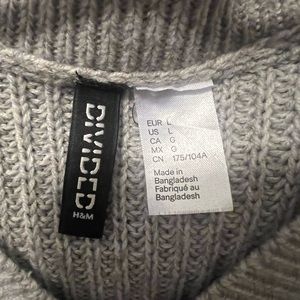 DIVIDED
H&M
EUR L
US L
CA G
MX G
CN 175/104A
Made in
Bangladesh
Fabriqué au
Bangladesh